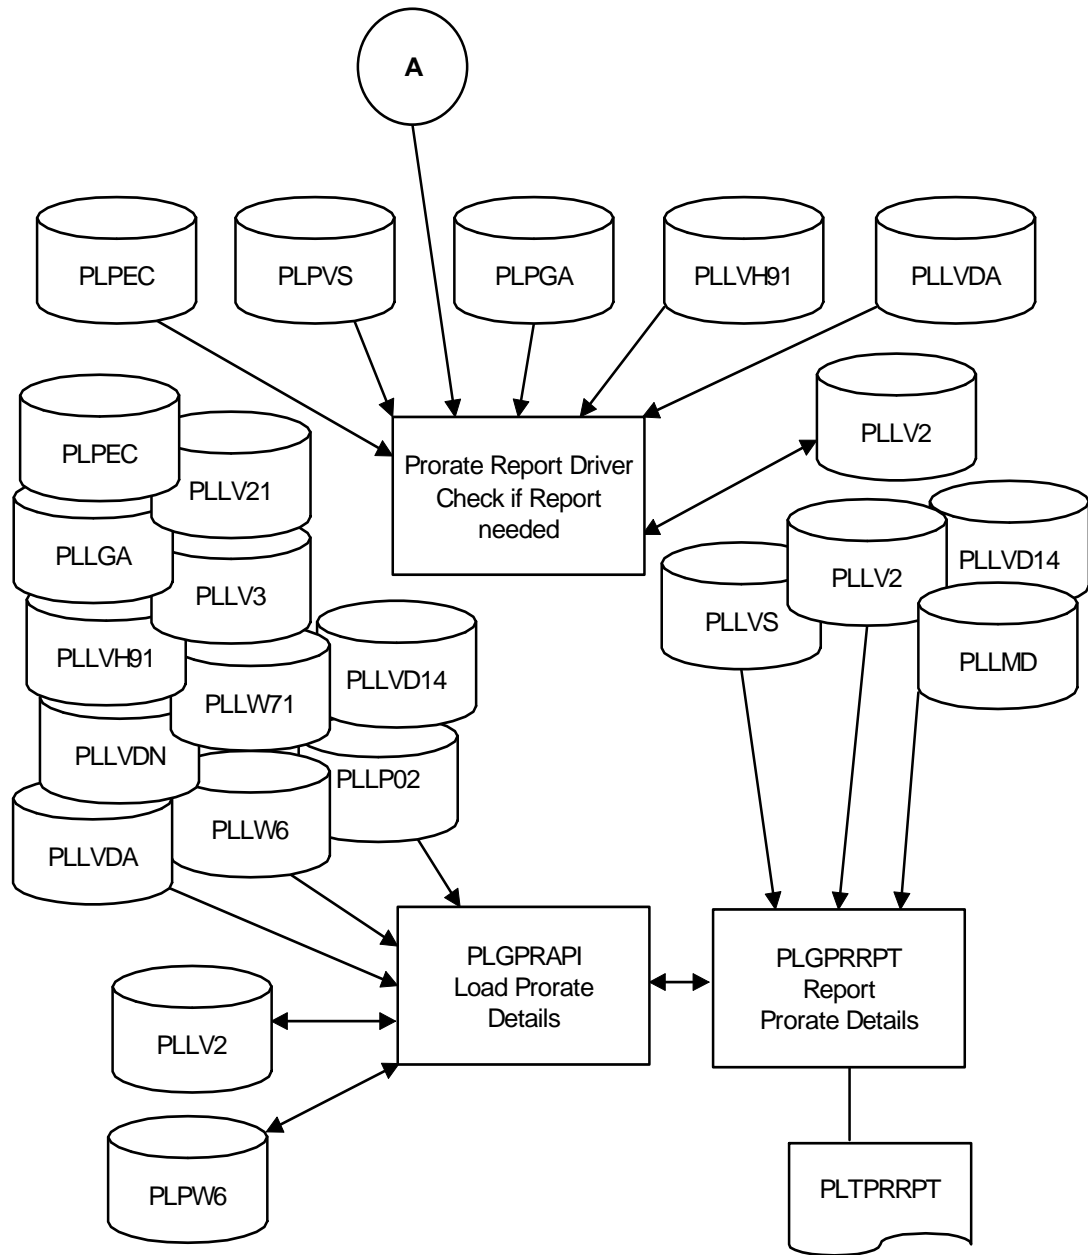 A
PLPEC
PLPVS
PLPGA
PLLVH91
PLLVDA
PLPEC
PLLV21
Prorate Report Driver
Check if Report
needed
PLLV2
PLLGA
PLLV3
PLLVS
PLLV2
PLLVD14
PLLVH91
PLLW71
PLLVD14
PLLMD
PLLVDN
PLLP02
PLLVDA
PLLW6
PLGPRAPI
Load Prorate
Details
PLGPRRPT
Report
Prorate Details
PLLV2
PLPW6
PLTPRRPT